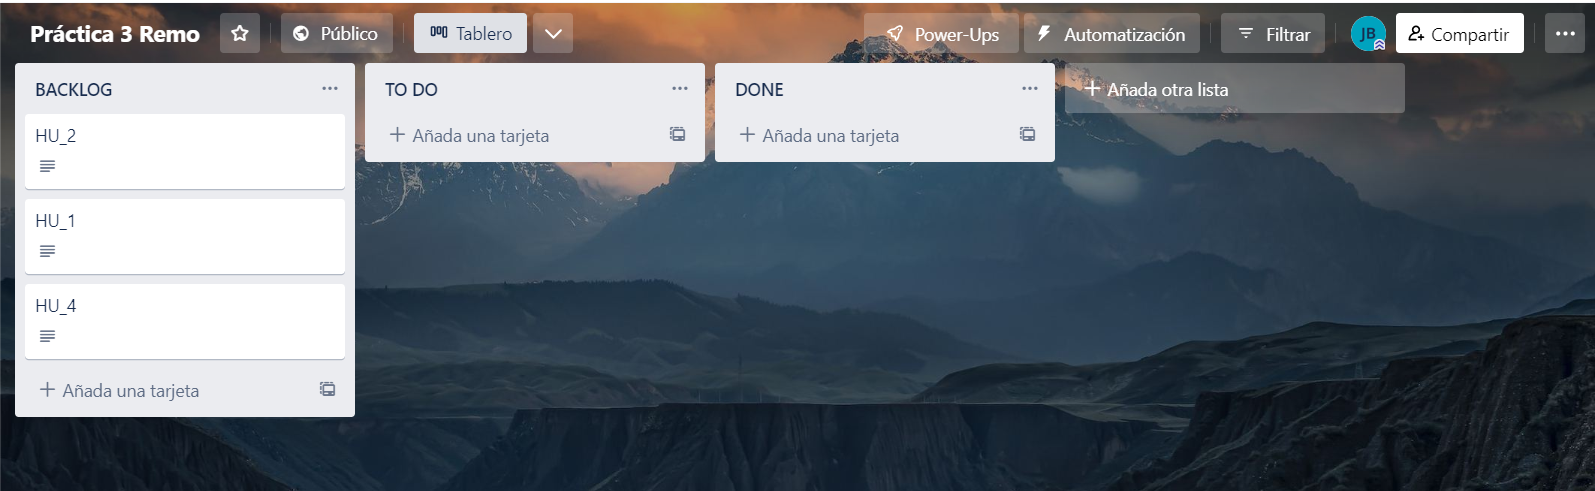 Práctica 3 Remo
Público
Tablero
Power-Ups
Automatización
Filtrar
JB
Compartir
BACKLOG
HU_2
HU_1
HU_4
+ Añada una tarjeta
TO DO
+ Añada una tarjeta
DONE
+ Añada una tarjeta
+ Añada otra lista